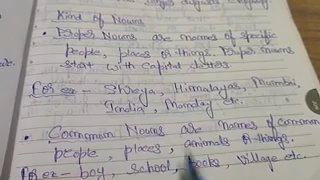 Kind of Nouns
• Proper Nouns are names of specific
people, places or things. Proper nouns
start with Capital letters
For ex - Shreya, Himalayas, Mumbai,
India, Monday etc.
• Common Nouns are names of common
people, places, animals or things.
For ex - boy, school, books, village etc.